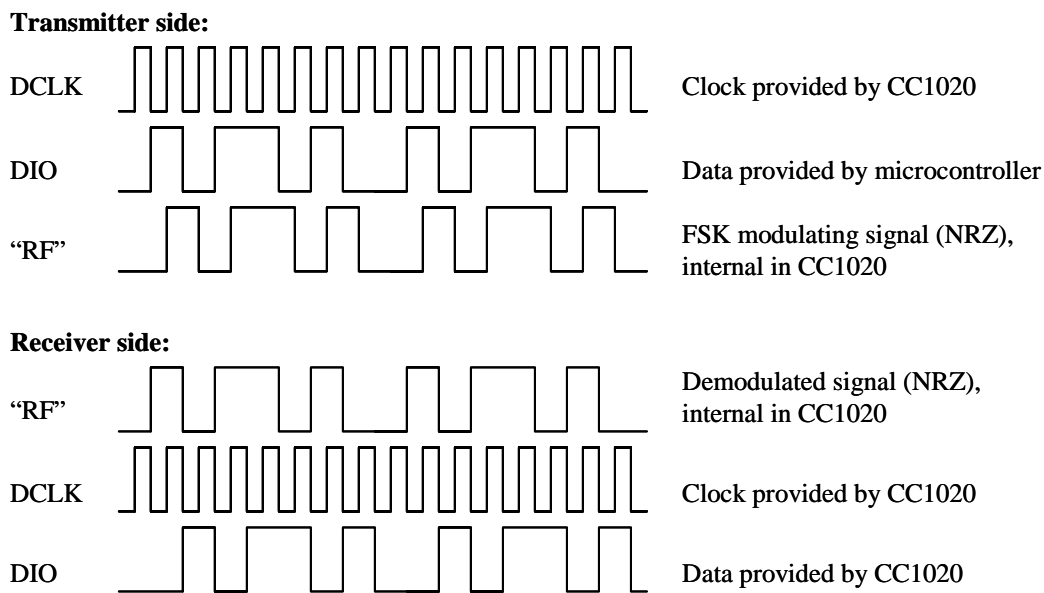 Transmitter side:
DCLK
Clock provided by CC1020
DIO
Data provided by microcontroller
“RF”
FSK modulating signal (NRZ),
internal in CC1020
Receiver side:
“RF”
Demodulated signal (NRZ),
internal in CC1020
DCLK
Clock provided by CC1020
DIO
Data provided by CC1020